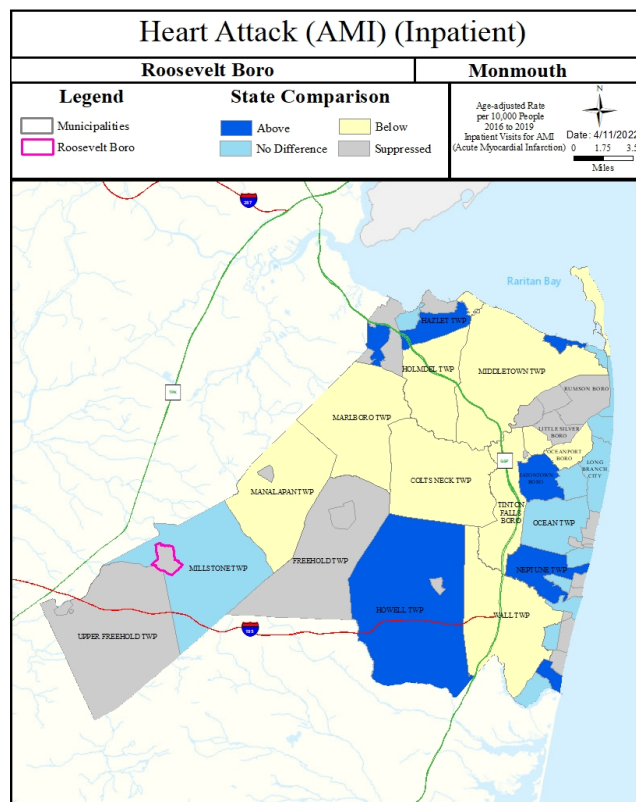 Heart Attack (AMI) (Inpatient)
Roosevelt Boro
Monmouth
Legend
Municipalities
Roosevelt Boro
State Comparison
Above
Below
No Difference
Suppressed
Age-adjusted Rate
per 10,000 People
2016 to 2019
Inpatient Visits for AMI
(Acute Myocardial Infarction)
N
Date: 4/11/2022
0 1.75 3.5
Miles
Raritan Bay
HAZLET TWP
HOLMDEL TWP
MIDDLETOWN TWP
RUMSON BORO
MARLBORO TWP
LITTLE SILVER
BORO
OCEANPORT
BORO
LONG
BRANCH
CITY
MANALAPAN TWP
COLTS NECK TWP
TINTON
FALLS
BORO
OCEAN TWP
FREEHOLD TWP
MILLSTONE TWP
NEPTUNE TWP
HOWELL TWP
WALL TWP
UPPER FREEHOLD TWP